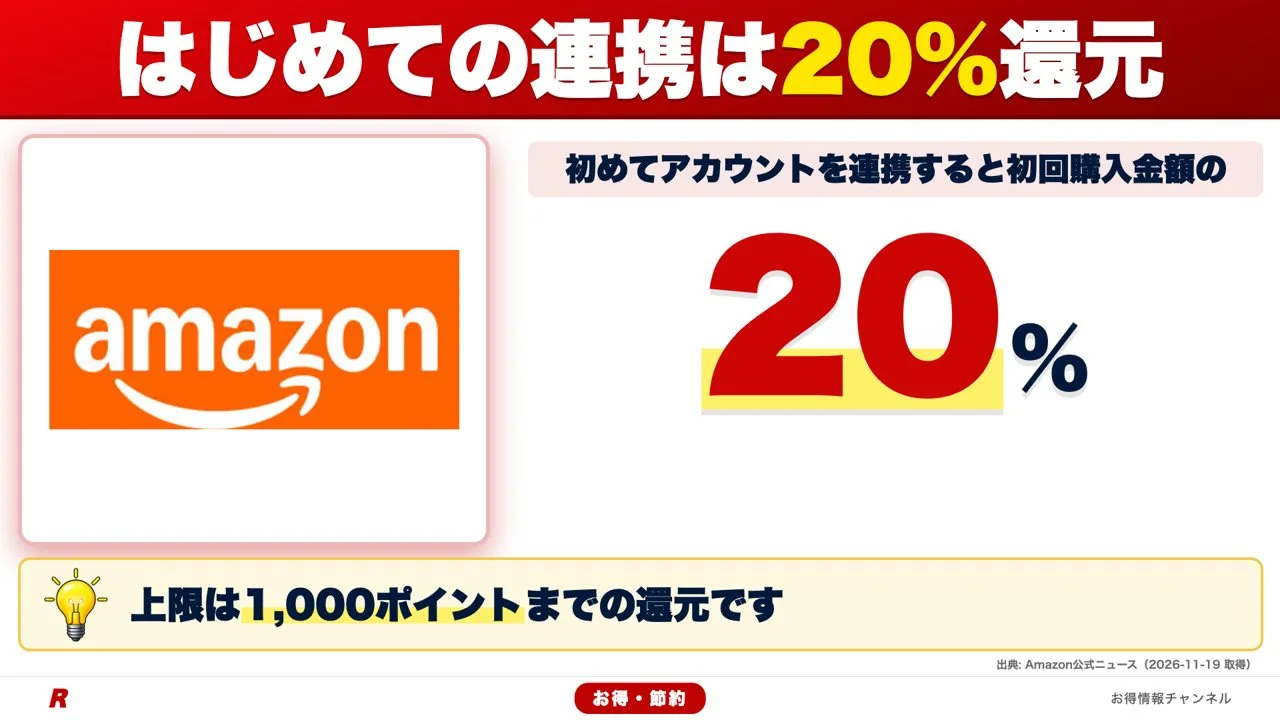 はじめての連携は20%還元
amazon
初めてアカウントを連携すると初回購入金額の
20%
上限は1,000ポイントまでの還元です
出典: Amazon公式ニュース（2026-11-19 取得）
R
お得・節約
お得情報チャンネル